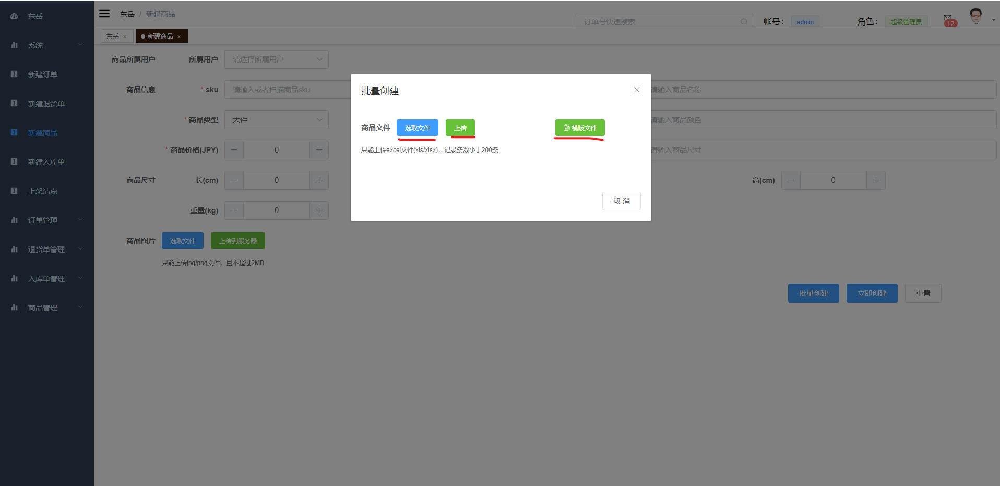 东岳
系统
新建订单
新建退货单
新建商品
新建入库单
上架清点
订单管理
退货单管理
入库单管理
商品管理
东岳 / 新建商品
订单号快速搜索
帐号： admin
角色： 超级管理员
12
东岳 ×
新建商品 ×
商品所属用户 所属用户 请选择所属用户
商品信息 * sku 请输入或者扫描商品sku 请输入商品名称
* 商品类型 大件 请输入商品颜色
* 商品价格(JPY) 0 请输入商品尺寸
商品尺寸 长(cm) 0 高(cm) 0
重量(kg) 0
商品图片 选取文件 上传到服务器
只能上传jpg/png文件，且不超过2MB
批量创建 立即创建 重置
批量创建
商品文件 选取文件 上传 模版文件
只能上传excel文件(xls/xlsx)，记录条数小于200条
取 消